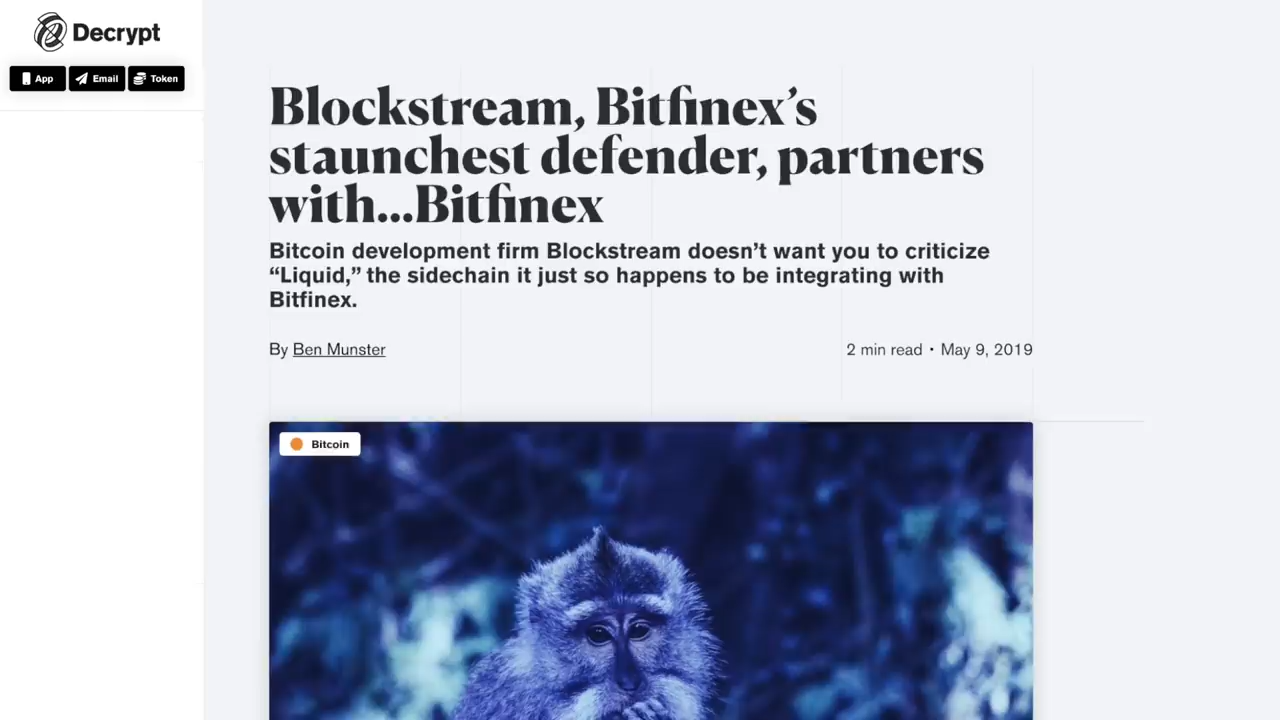 Decrypt
App Email Token
Blockstream, Bitfinex’s
staunchest defender, partners
with...Bitfinex
Bitcoin development firm Blockstream doesn’t want you to criticize
“Liquid,” the sidechain it just so happens to be integrating with
Bitfinex.
By Ben Munster 2 min read • May 9, 2019
Bitcoin